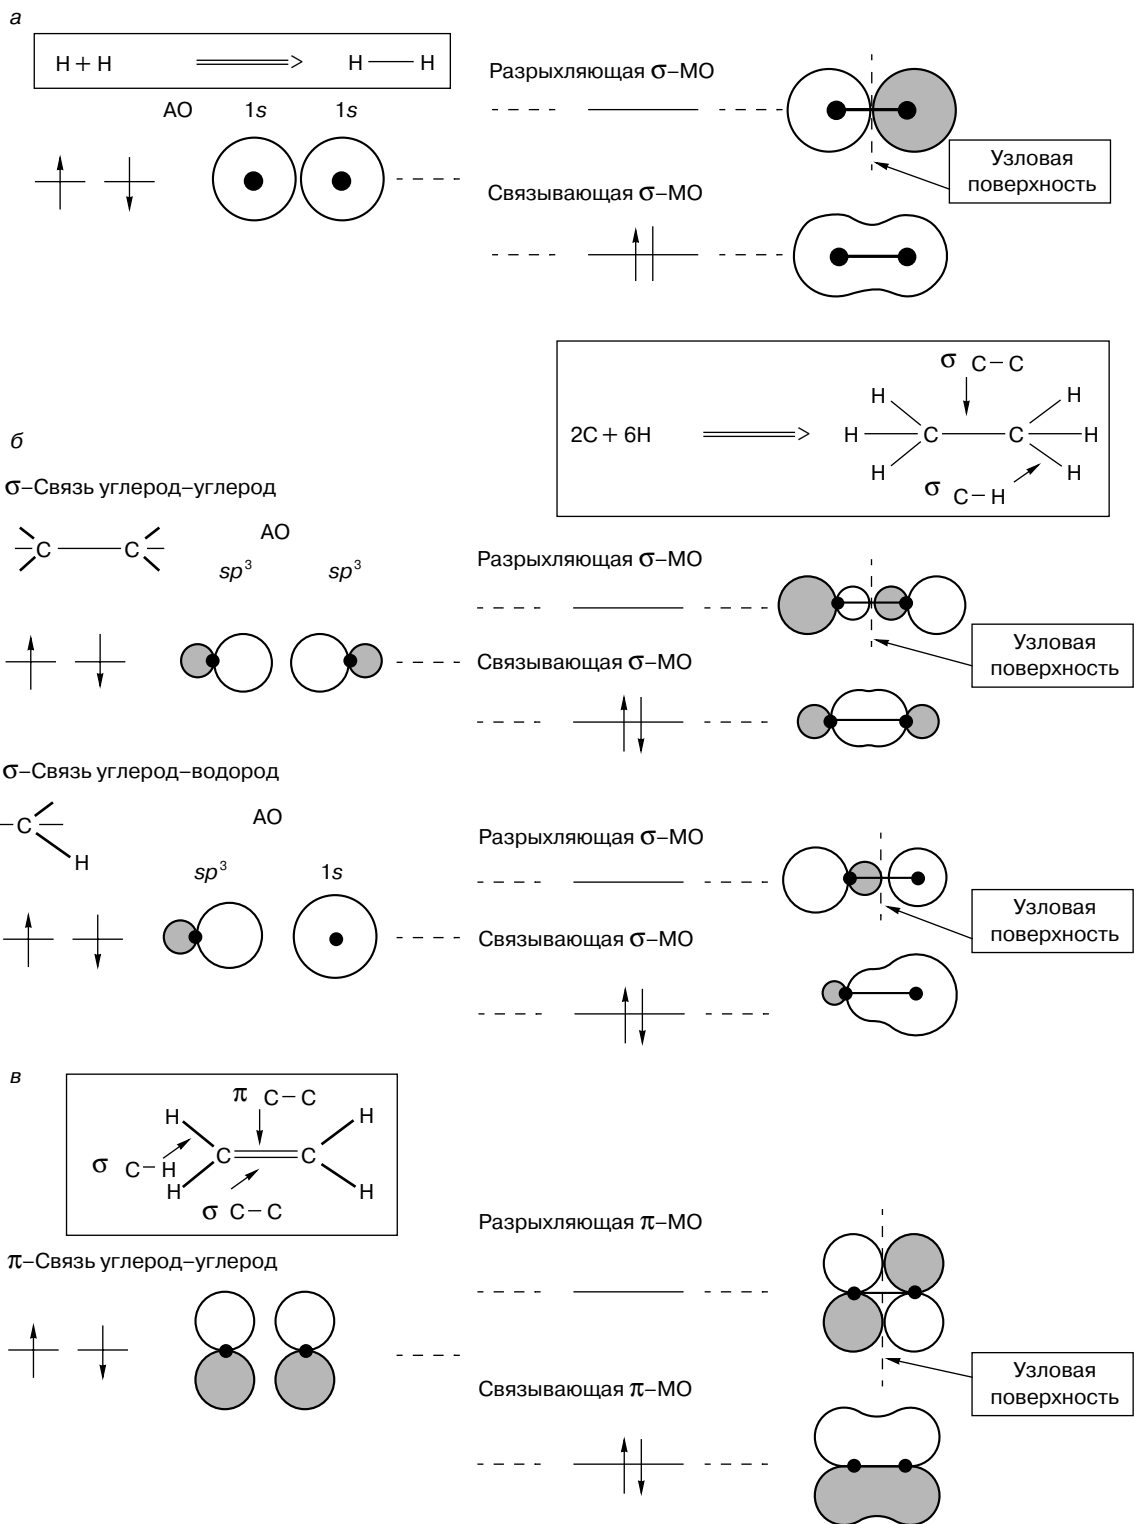 а
H + H H — H
АО 1s 1s
Разрыхляющая σ–МО
Узловая
поверхность
Связывающая σ–МО
σ C–C
H H
2C + 6H H C C H
H H
σ C–H
б
σ–Связь углерод–углерод
C C
АО
sp³ sp³
Разрыхляющая σ–МО
Узловая
поверхность
Связывающая σ–МО
σ–Связь углерод–водород
C
H
АО
sp³ 1s
Разрыхляющая σ–МО
Узловая
поверхность
Связывающая σ–МО
в
π C–C
H H
C C
σ C–H
H H
σ C–C
π–Связь углерод–углерод
Разрыхляющая π–МО
Узловая
поверхность
Связывающая π–МО